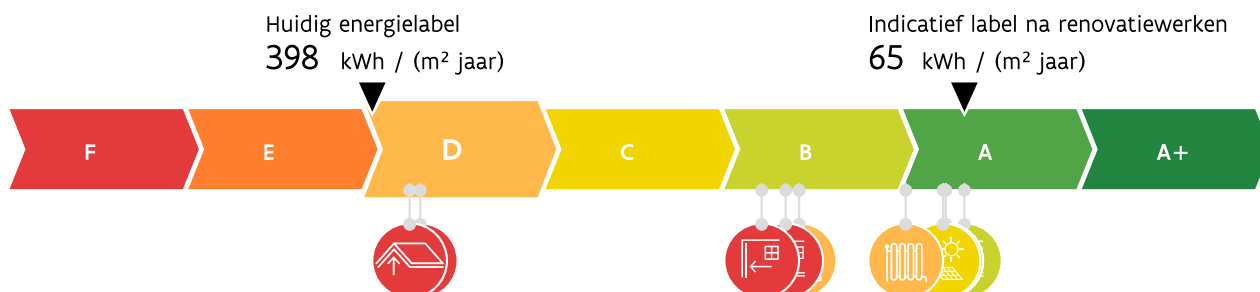 Huidig energielabel
398 kWh / (m² jaar)
Indicatief label na renovatiewerken
65 kWh / (m² jaar)
F
E
D
C
B
A
A+